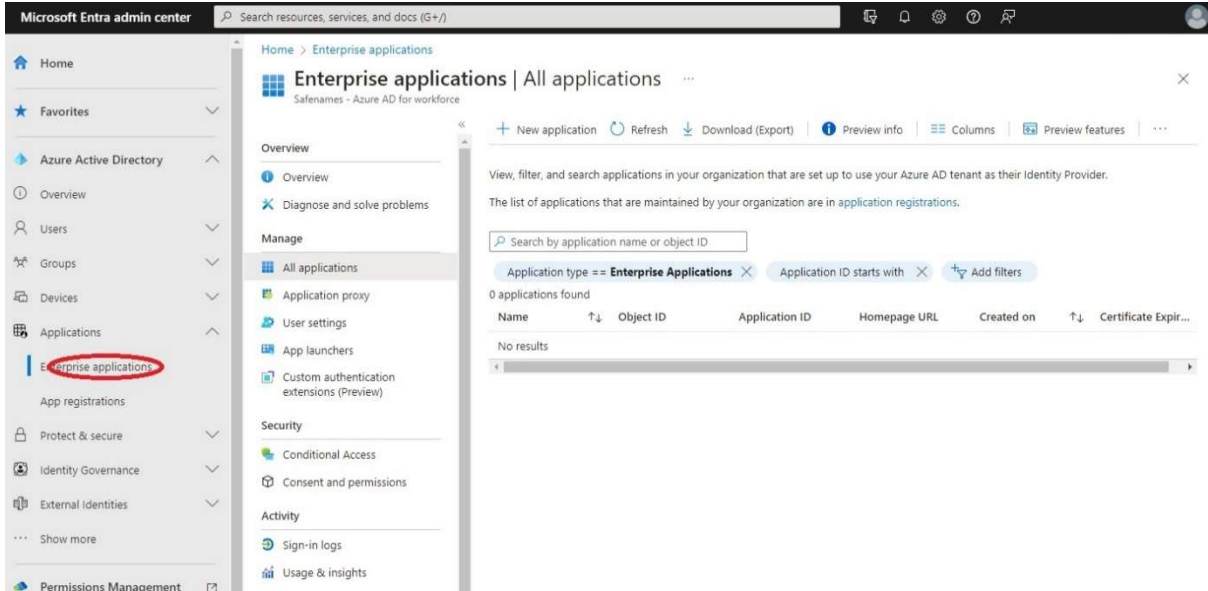 Microsoft Entra admin center
Search resources, services, and docs (G+/)
Home
Favorites
Azure Active Directory
Overview
Users
Groups
Devices
Applications
Enterprise applications
App registrations
Protect & secure
Identity Governance
External Identities
Show more
Permissions Management
Home > Enterprise applications
Enterprise applications | All applications
Safenames - Azure AD for workforce
Overview
Overview
Diagnose and solve problems
Manage
All applications
Application proxy
User settings
App launchers
Custom authentication
extensions (Preview)
Security
Conditional Access
Consent and permissions
Activity
Sign-in logs
Usage & insights
New application Refresh Download (Export) Preview info Columns Preview features
View, filter, and search applications in your organization that are set up to use your Azure AD tenant as their Identity Provider.
The list of applications that are maintained by your organization are in application registrations.
Search by application name or object ID
Application type == Enterprise Applications Application ID starts with Add filters
0 applications found
Name Object ID Application ID Homepage URL Created on Certificate Expir...
No results